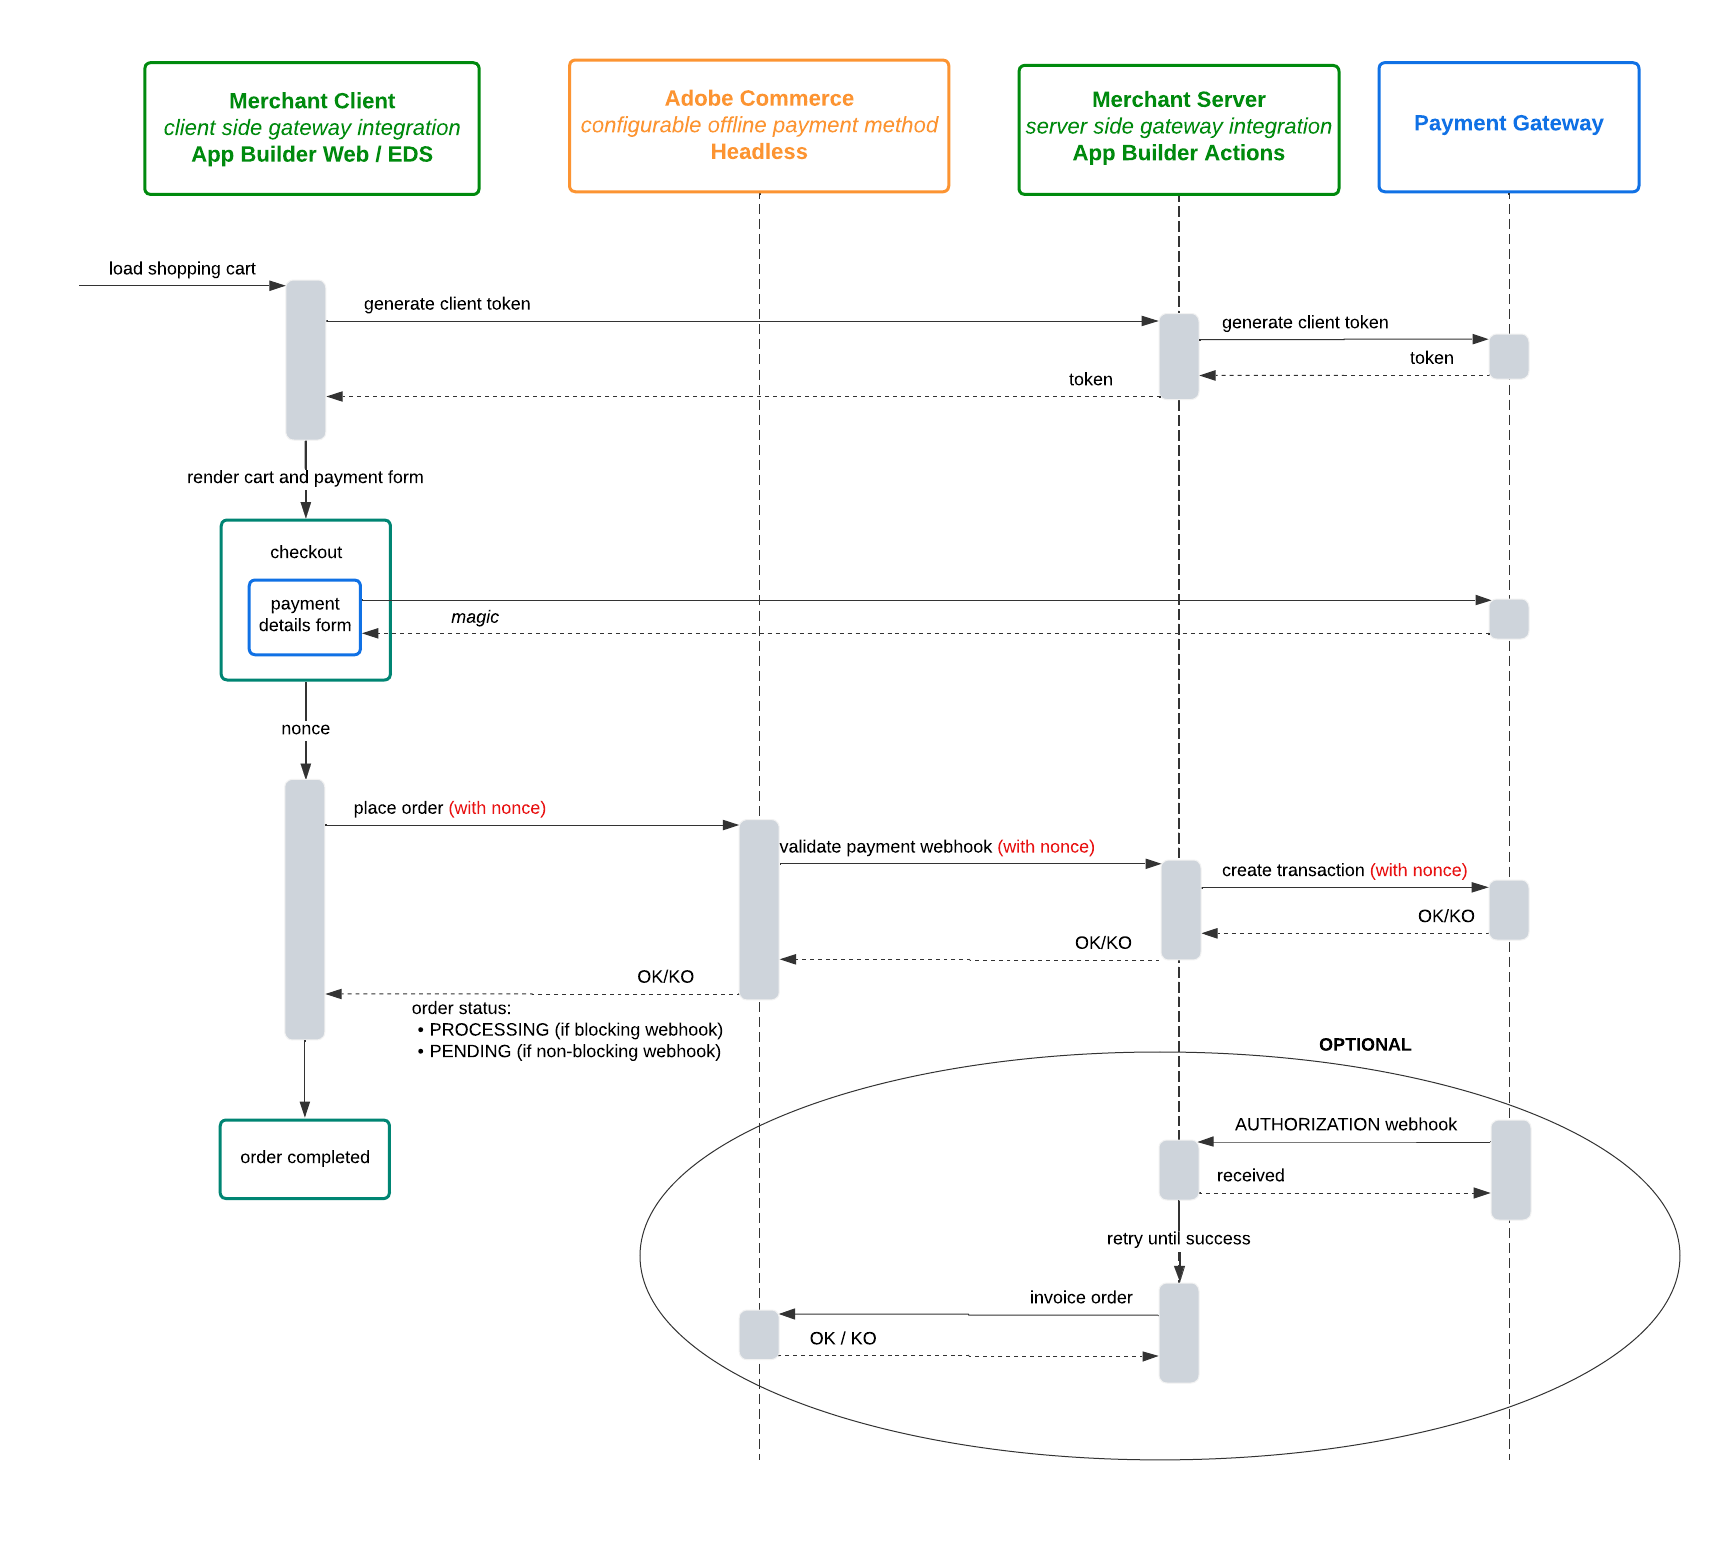 Merchant Client
client side gateway integration
App Builder Web / EDS
Adobe Commerce
configurable offline payment method
Headless
Merchant Server
server side gateway integration
App Builder Actions
Payment Gateway
load shopping cart
generate client token
generate client token
token
token
render cart and payment form
checkout
payment
details form
magic
nonce
place order (with nonce)
validate payment webhook (with nonce)
create transaction (with nonce)
OK/KO
OK/KO
OK/KO
order status:
• PROCESSING (if blocking webhook)
• PENDING (if non-blocking webhook)
OPTIONAL
AUTHORIZATION webhook
order completed
received
retry until success
invoice order
OK / KO